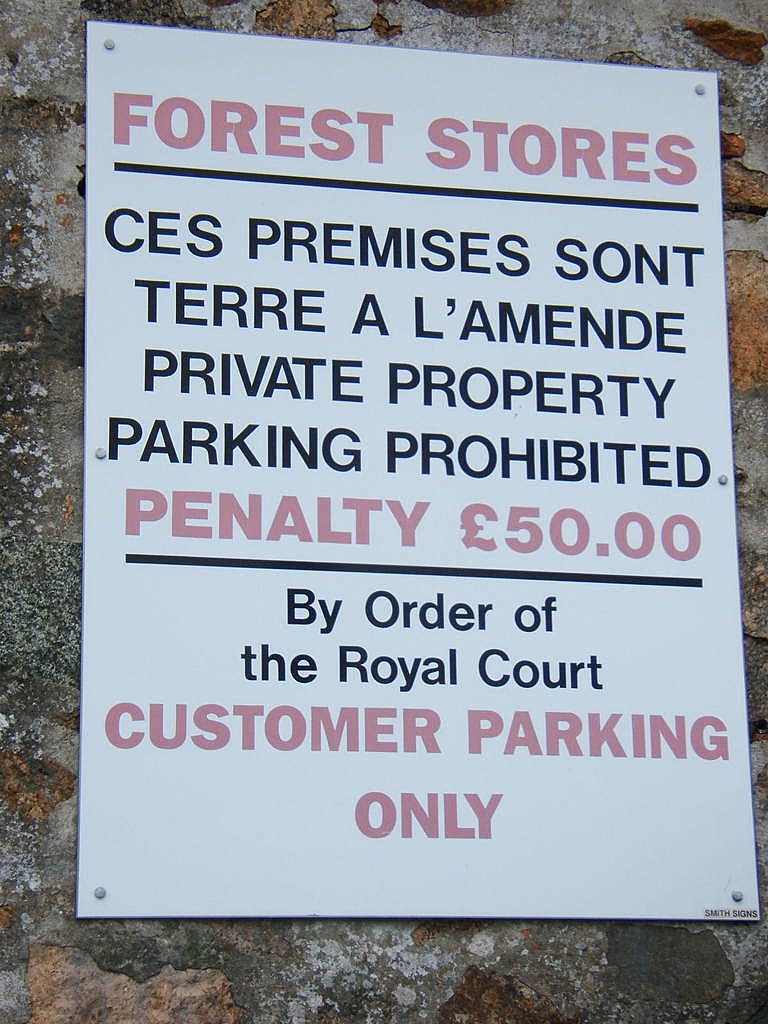 FOREST STORES
CES PREMISES SONT
TERRE A L'AMENDE
PRIVATE PROPERTY
PARKING PROHIBITED
PENALTY £50.00
By Order of
the Royal Court
CUSTOMER PARKING
ONLY
SMITH SIGNS